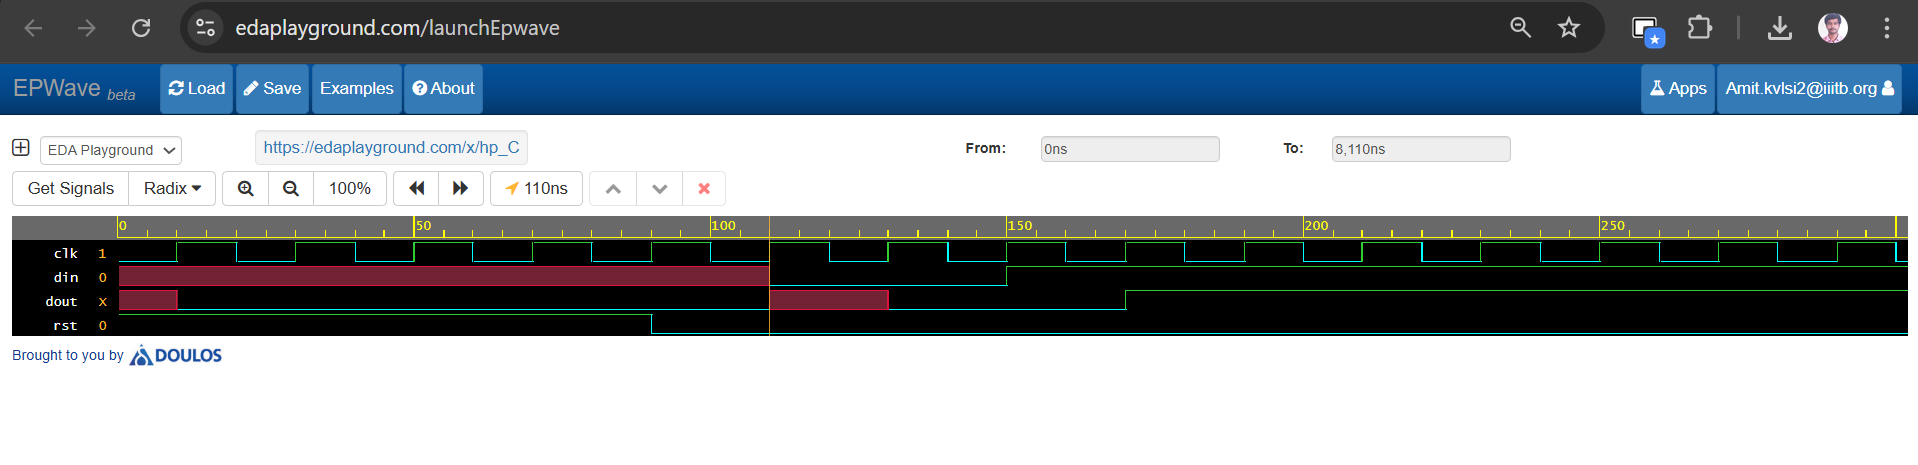 edaplayground.com/launchEpwave
EPWave beta Load Save Examples About Apps Amit.kvlsi2@iiitb.org
EDA Playground https://edaplayground.com/x/hp_C From: 0ns To: 8,110ns
Get Signals Radix 100% 110ns
0 50 100 150 200 250
clk 1
din 0
dout x
rst 0
Brought to you by DOULOS